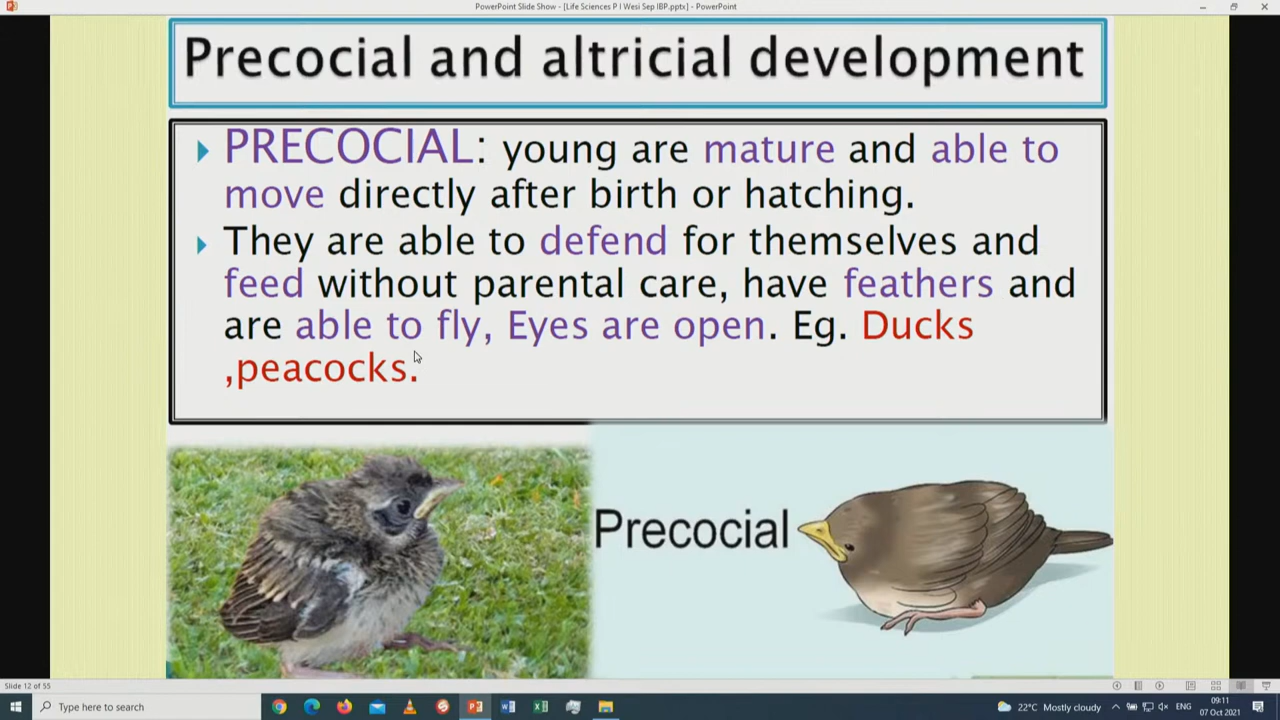 PowerPoint Slide Show - [Life Sciences P I Wesi Sep IBP.pptx] - PowerPoint
Precocial and altricial development
PRECOCIAL: young are mature and able to
move directly after birth or hatching.
They are able to defend for themselves and
feed without parental care, have feathers and
are able to fly, Eyes are open. Eg. Ducks
,peacocks.
Precocial
Slide 12 of 55
Type here to search
22°C Mostly cloudy
ENG
09:11
07 Oct 2021